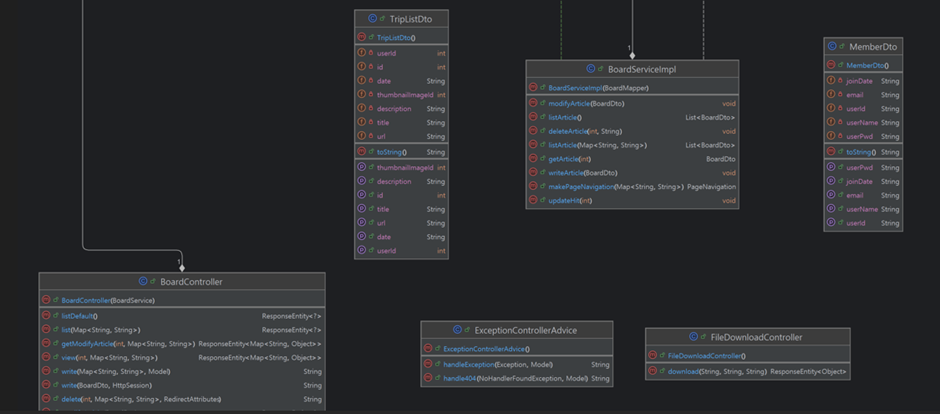 TripListDto
TripListDto()
userId int
id int
date String
thumbnailImageId int
description String
title String
url String
toString() String
thumbnailImageId int
description String
id int
title String
url String
date String
userId int
1
BoardServiceImpl
BoardServiceImpl(BoardMapper)
modifyArticle(BoardDto) void
listArticle() List<BoardDto>
deleteArticle(int, String) void
listArticle(Map<String, String>) List<BoardDto>
getArticle(int) BoardDto
writeArticle(BoardDto) void
makePageNavigation(Map<String, String>) PageNavigation
updateHit(int) void
MemberDto
MemberDto()
joinDate String
email String
userId String
userName String
userPwd String
toString() String
userPwd String
joinDate String
email String
userName String
userId String
1
BoardController
BoardController(BoardService)
listDefault() ResponseEntity<?>
list(Map<String, String>) ResponseEntity<?>
getModifyArticle(int, Map<String, String>) ResponseEntity<Map<String, Object>>
view(int, Map<String, String>) ResponseEntity<Map<String, Object>>
write(Map<String, String>, Model) String
write(BoardDto, HttpSession) String
delete(int, Map<String, String>, RedirectAttributes) String
ExceptionControllerAdvice
ExceptionControllerAdvice()
handleException(Exception, Model) String
handle404(NoHandlerFoundException, Model) String
FileDownloadController
FileDownloadController()
download(String, String, String) ResponseEntity<Object>